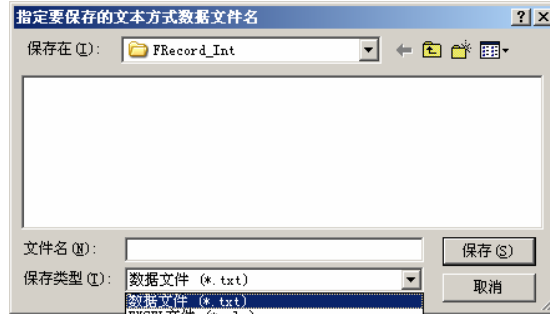 指定要保存的文本方式数据文件名
保存在(I):
FRecord_Int
文件名(N):
保存(S)
保存类型(T):
数据文件 (*.txt)
取消
数据文件 (*.txt)